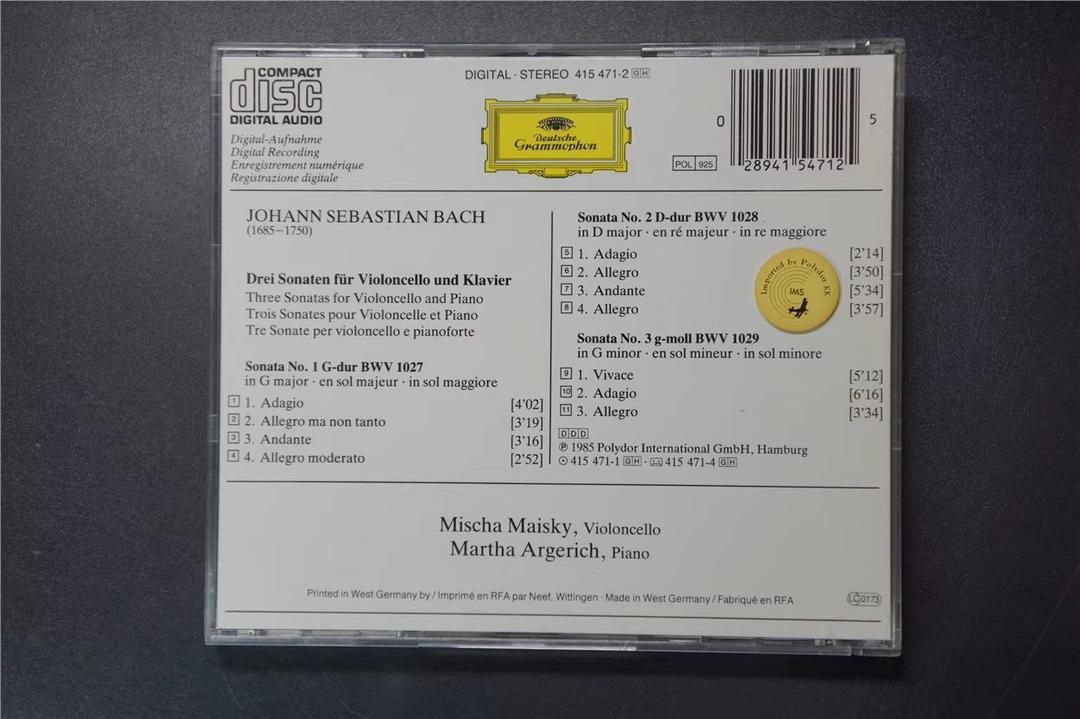 COMPACT
disc
DIGITAL AUDIO
Digital-Aufnahme
Digital Recording
Enregistrement numérique
Registrazione digitale
DIGITAL · STEREO 415 471-2 GH
Deutsche
Grammophon
POL 925
0 28941 54712 5
JOHANN SEBASTIAN BACH
(1685–1750)
Drei Sonaten für Violoncello und Klavier
Three Sonatas for Violoncello and Piano
Trois Sonates pour Violoncelle et Piano
Tre Sonate per violoncello e pianoforte
Sonata No. 1 G-dur BWV 1027
in G major · en sol majeur · in sol maggiore
1 1. Adagio [4'02]
2 2. Allegro ma non tanto [3'19]
3 3. Andante [3'16]
4 4. Allegro moderato [2'52]
Sonata No. 2 D-dur BWV 1028
in D major · en ré majeur · in re maggiore
5 1. Adagio [2'14]
6 2. Allegro [3'50]
7 3. Andante [5'34]
8 4. Allegro [3'57]
Imported by Polydor KK
IMS
Sonata No. 3 g-moll BWV 1029
in G minor · en sol mineur · in sol minore
9 1. Vivace [5'12]
10 2. Adagio [6'16]
11 3. Allegro [3'34]
DDD
℗ 1985 Polydor International GmbH, Hamburg
415 471-1 GH · 415 471-4 GH
Mischa Maisky, Violoncello
Martha Argerich, Piano
Printed in West Germany by / Imprimé en RFA par Neef, Wittingen · Made in West Germany / Fabriqué en RFA
LC 0173